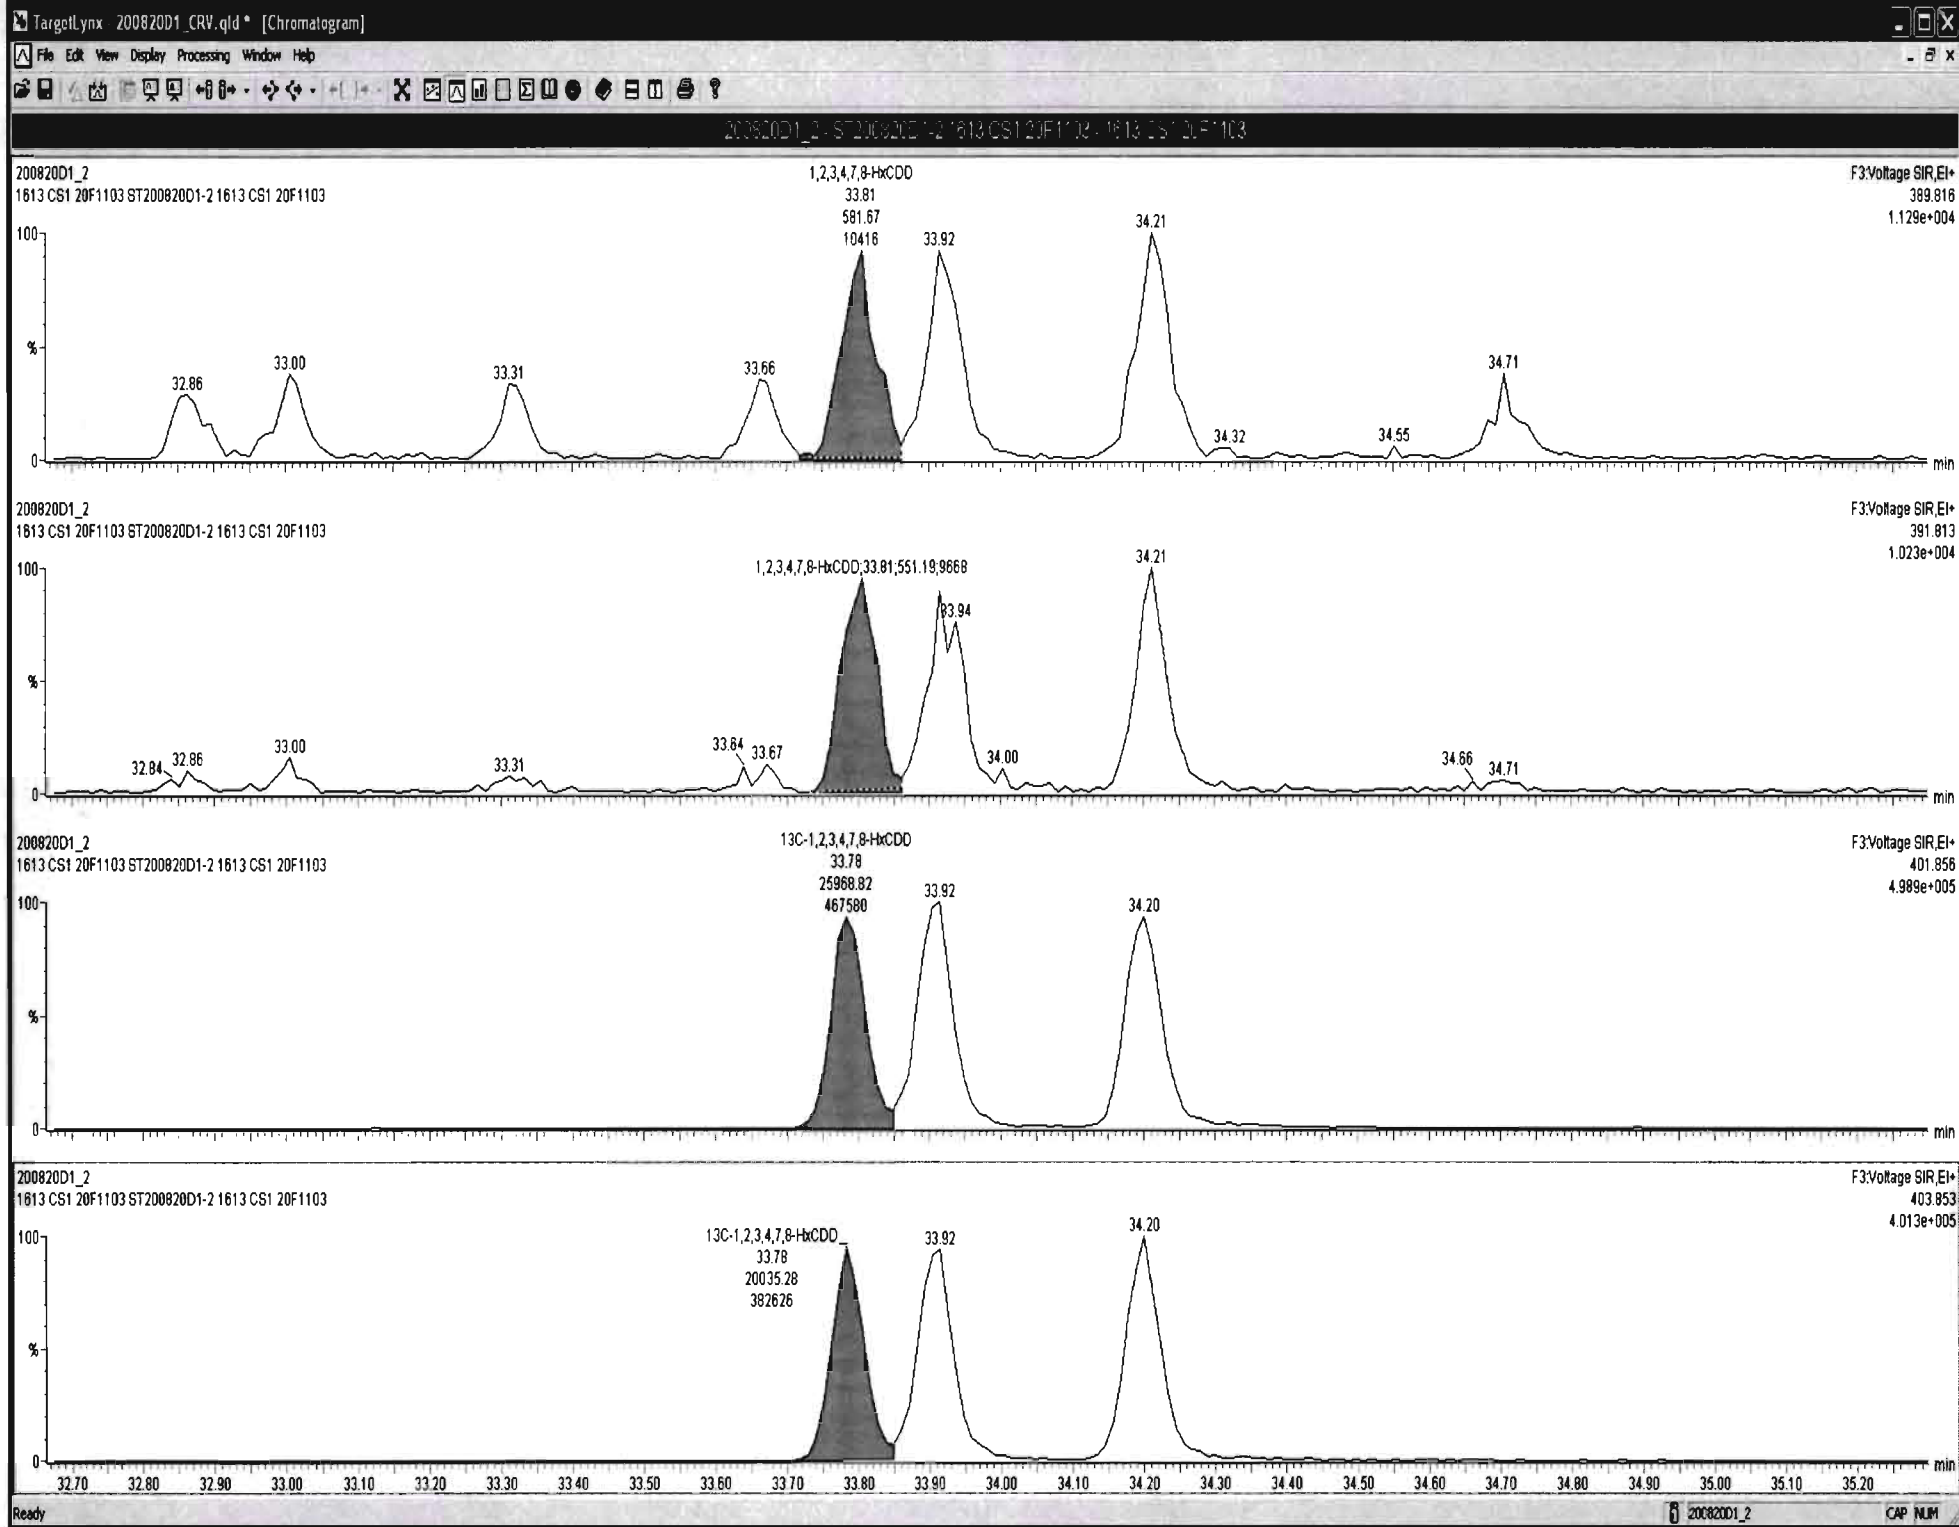 TargetLynx - 200820D1_CRV.qld * [Chromatogram]
File Edit View Display Processing Window Help
200820D1_2 - ST200820D1-2 1613 CS1 20F1103 - 1613 CS1 20F1103
200820D1_2
1613 CS1 20F1103 ST200820D1-2 1613 CS1 20F1103
F3:Voltage SIR,EI+
389.816
1.129e+004
1,2,3,4,7,8-HxCDD
33.81
581.67
10416
33.92
34.21
100
%
0
32.86
33.00
33.31
33.66
34.32
34.55
34.71
min
200820D1_2
1613 CS1 20F1103 ST200820D1-2 1613 CS1 20F1103
F3:Voltage SIR,EI+
391.813
1.023e+004
1,2,3,4,7,8-HxCDD;33.81;551.19;9668
34.21
100
%
0
32.84
32.86
33.00
33.31
33.64
33.67
33.94
34.00
34.66
34.71
min
200820D1_2
1613 CS1 20F1103 ST200820D1-2 1613 CS1 20F1103
F3:Voltage SIR,EI+
401.856
4.989e+005
13C-1,2,3,4,7,8-HxCDD
33.78
25968.82
467580
33.92
34.20
100
%
0
min
200820D1_2
1613 CS1 20F1103 ST200820D1-2 1613 CS1 20F1103
F3:Voltage SIR,EI+
403.853
4.013e+005
13C-1,2,3,4,7,8-HxCDD
33.78
20035.28
382626
33.92
34.20
100
%
0
min
32.70 32.80 32.90 33.00 33.10 33.20 33.30 33.40 33.50 33.60 33.70 33.80 33.90 34.00 34.10 34.20 34.30 34.40 34.50 34.60 34.70 34.80 34.90 35.00 35.10 35.20
Ready
200820D1_2
CAP NUM